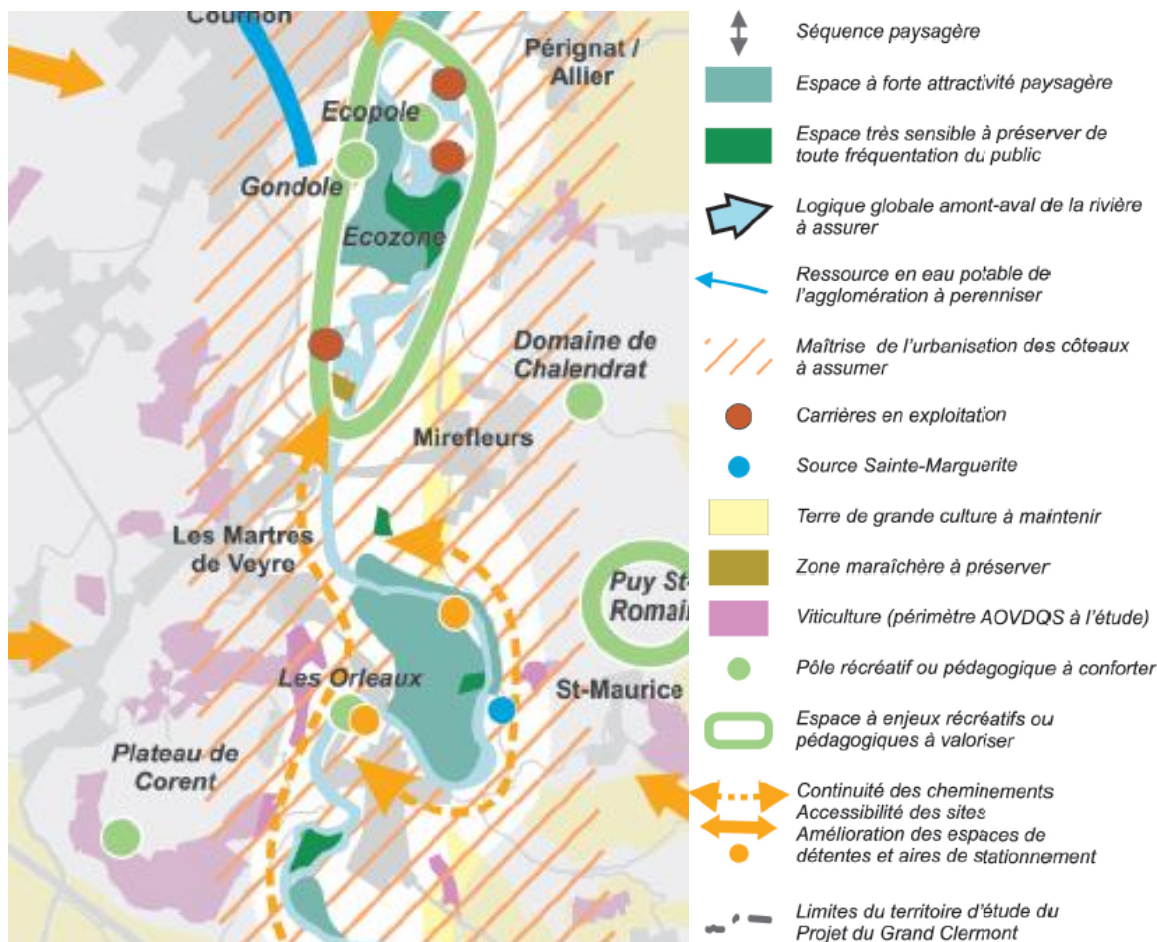 Cournon
Pérignat /
Allier
Ecopole
Gondole
Ecozone
Domaine de
Chalendrat
Mirefleurs
Les Martres
de Veyre
Puy St-
Romain
Les Orleaux
St-Maurice
Plateau de
Corent
Séquence paysagère
Espace à forte attractivité paysagère
Espace très sensible à préserver de
toute fréquentation du public
Logique globale amont-aval de la rivière
à assurer
Ressource en eau potable de
l'agglomération à perenniser
Maîtrise de l'urbanisation des côteaux
à assumer
Carrières en exploitation
Source Sainte-Marguerite
Terre de grande culture à maintenir
Zone maraîchère à préserver
Viticulture (périmètre AOVDQS à l'étude)
Pôle récréatif ou pédagogique à conforter
Espace à enjeux récréatifs ou
pédagogiques à valoriser
Continuité des cheminements
Accessibilité des sites
Amélioration des espaces de
détentes et aires de stationnement
Limites du territoire d'étude du
Projet du Grand Clermont